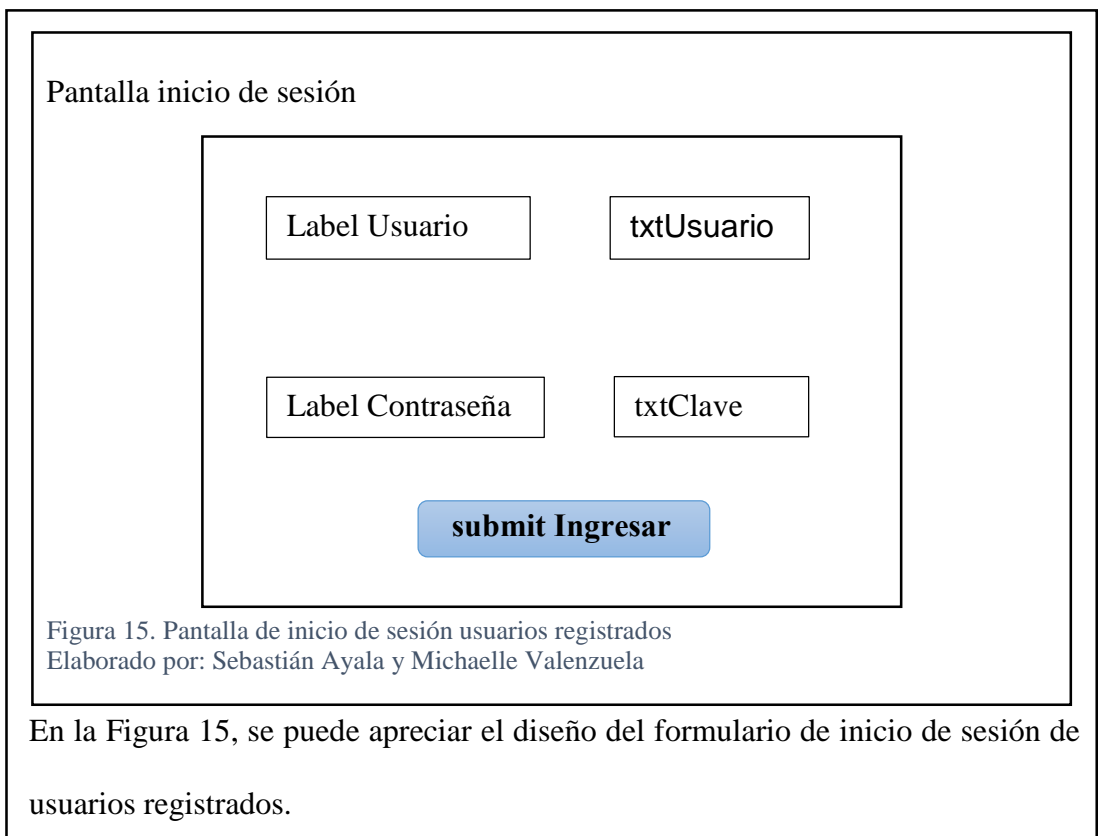 Pantalla inicio de sesión
Label Usuario
txtUsuario
Label Contraseña
txtClave
submit Ingresar
Figura 15. Pantalla de inicio de sesión usuarios registrados
Elaborado por: Sebastián Ayala y Michaelle Valenzuela
En la Figura 15, se puede apreciar el diseño del formulario de inicio de sesión de
usuarios registrados.